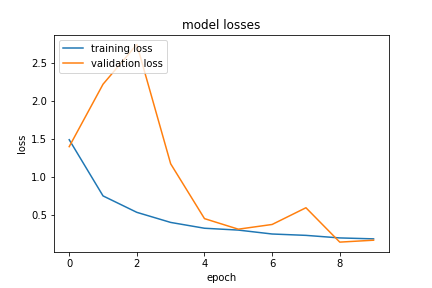 model losses
training loss
validation loss
2.5
2.0
1.5
1.0
0.5
loss
0 2 4 6 8
epoch